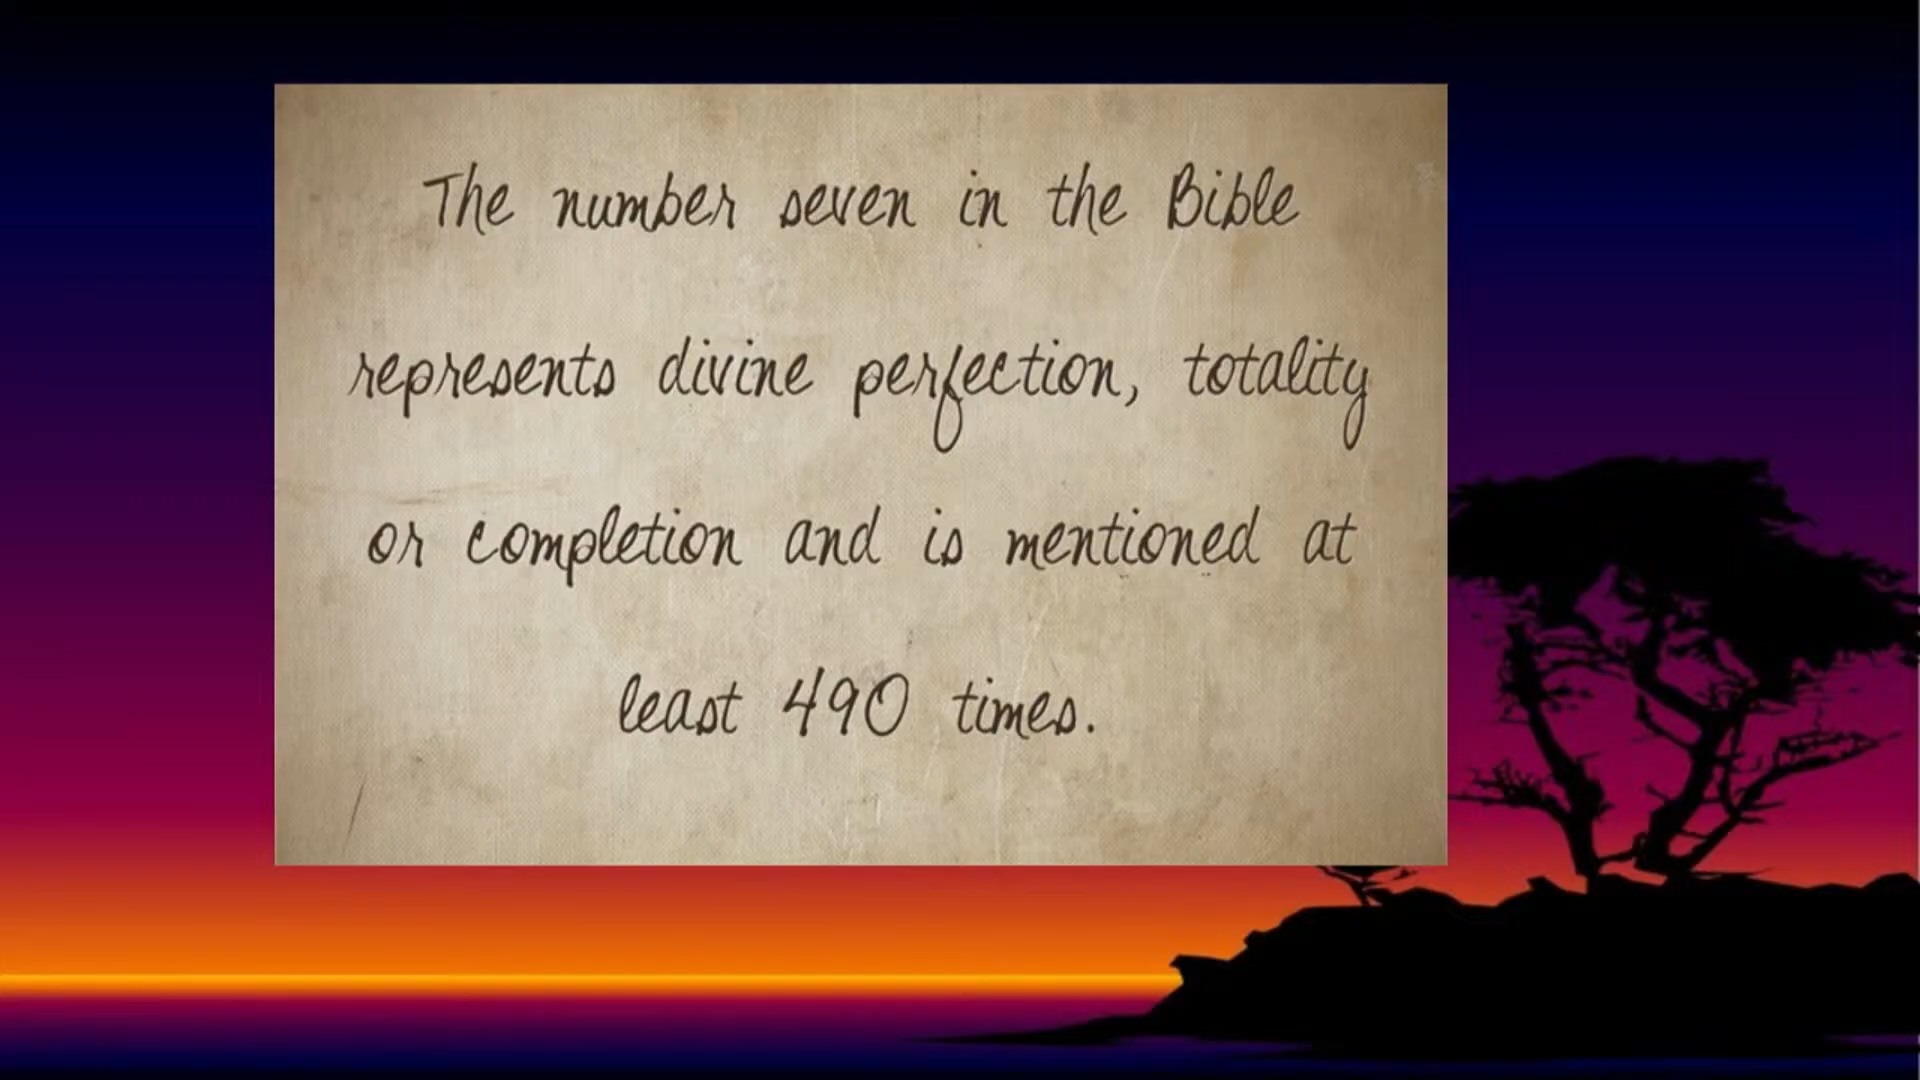 The number seven in the Bible
represents divine perfection, totality
or completion and is mentioned at
least 490 times.